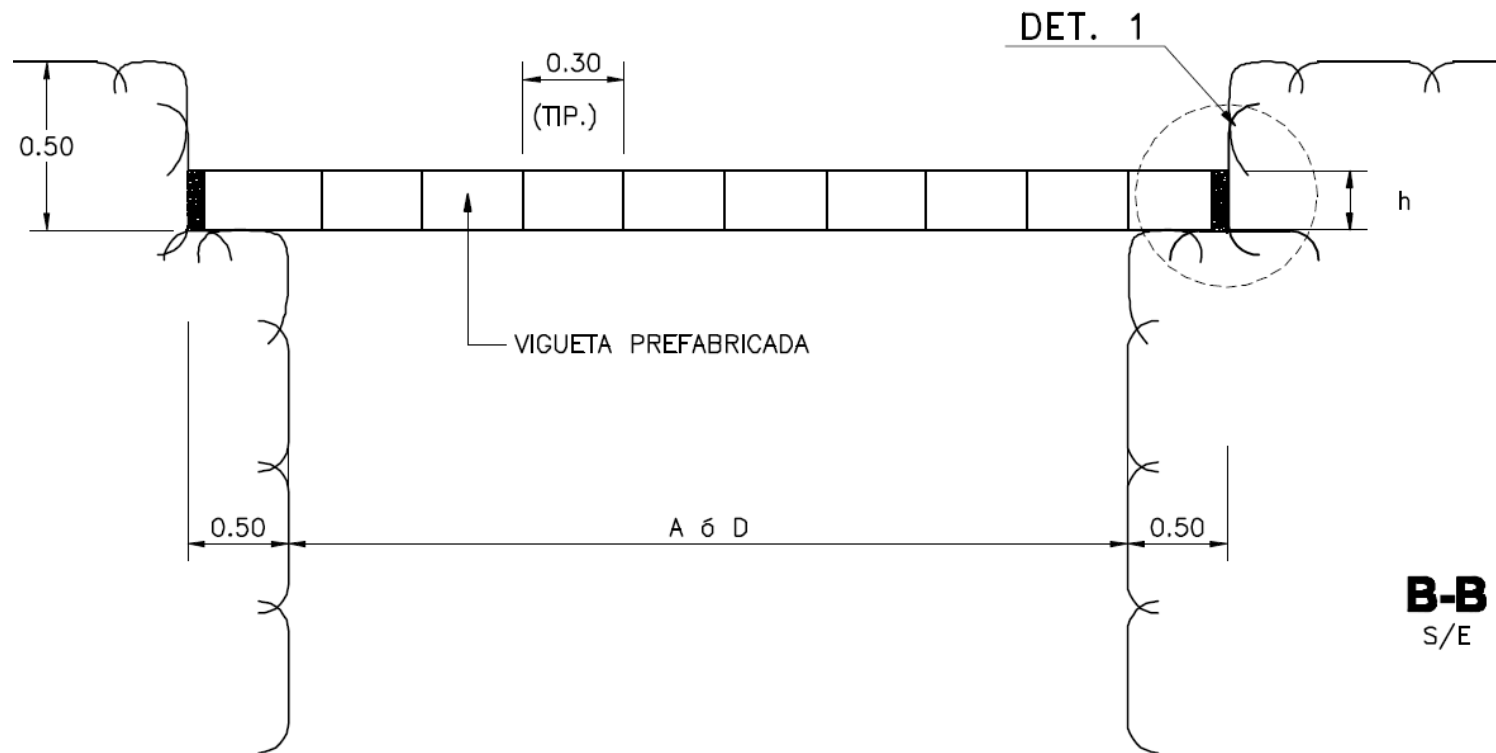 DET. 1
0.30
(TIP.)
0.50
h
VIGUETA PREFABRICADA
0.50
A ó D
0.50
B-B
S/E